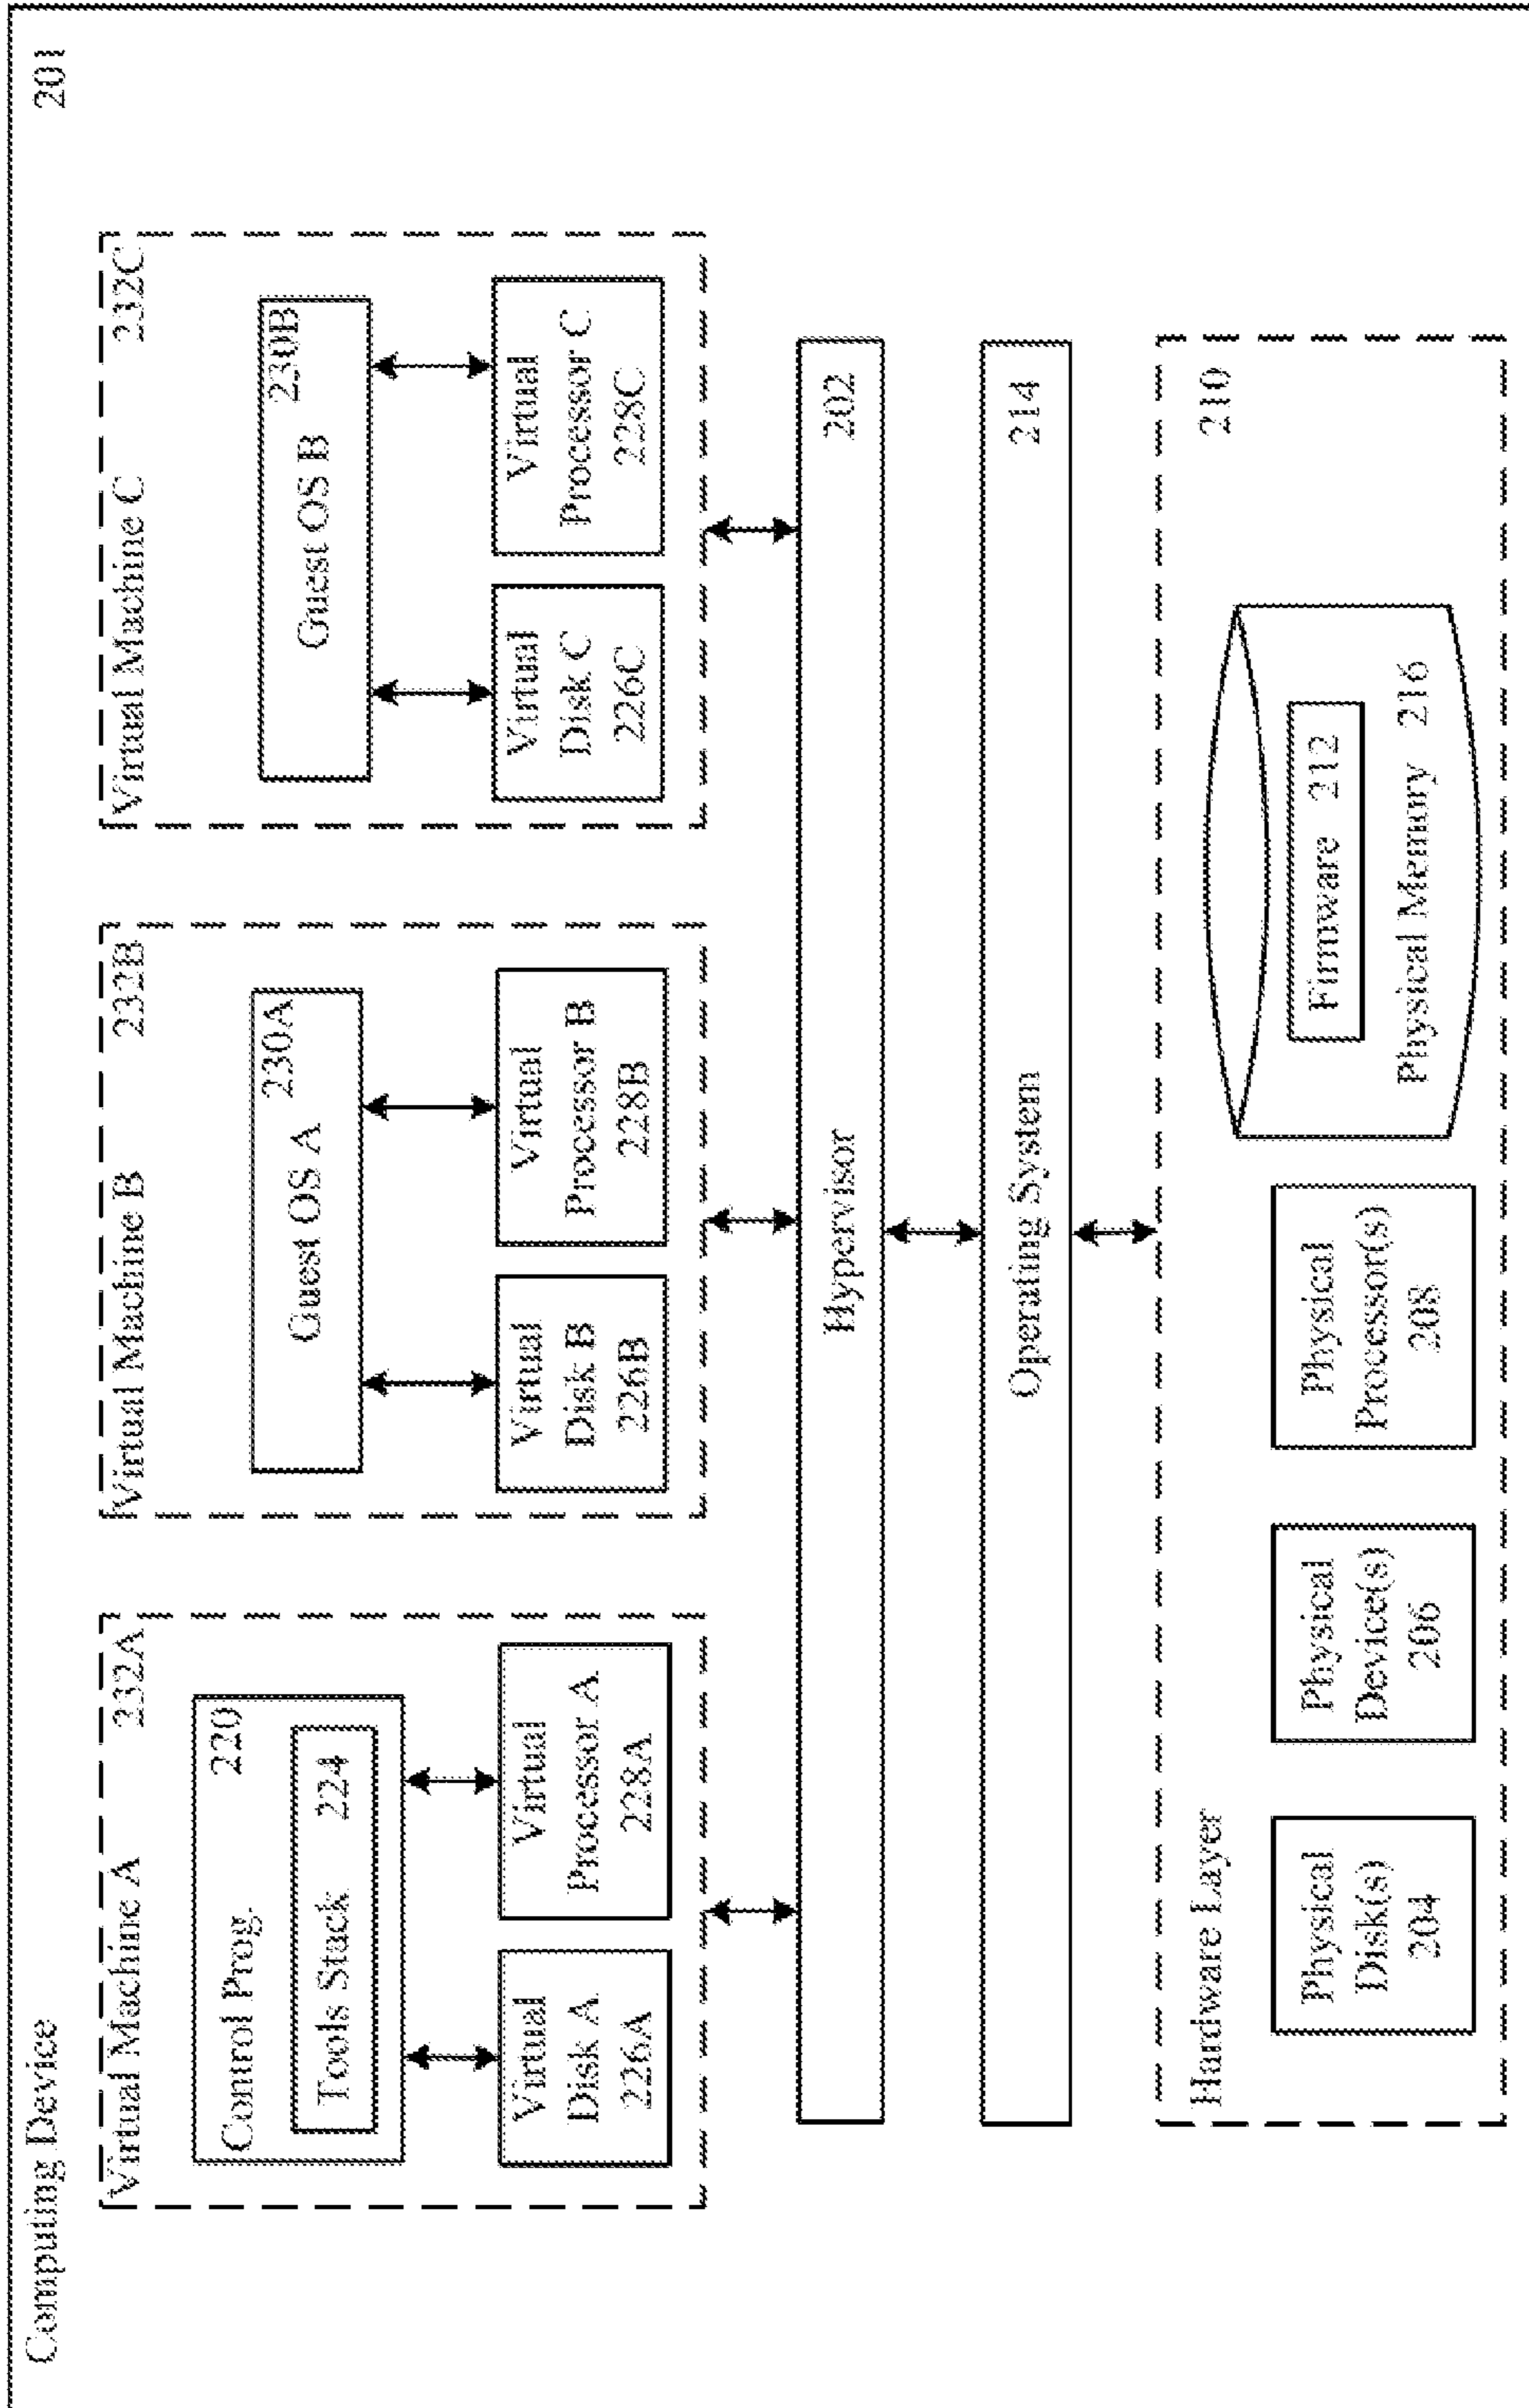 Computing Device
201
Virtual Machine A
232A
Control Prog.
220
Tools Stack 224
Virtual
Disk A
226A
Virtual
Processor A
228A
Virtual Machine B
232B
Guest OS A
230A
Virtual
Disk B
226B
Virtual
Processor B
228B
Virtual Machine C
232C
Guest OS B
230B
Virtual
Disk C
226C
Virtual
Processor C
228C
Hypervisor
202
Operating System
214
Hardware Layer
210
Physical
Disk(s)
204
Physical
Device(s)
206
Physical
Processor(s)
208
Firmware 212
Physical Memory 216